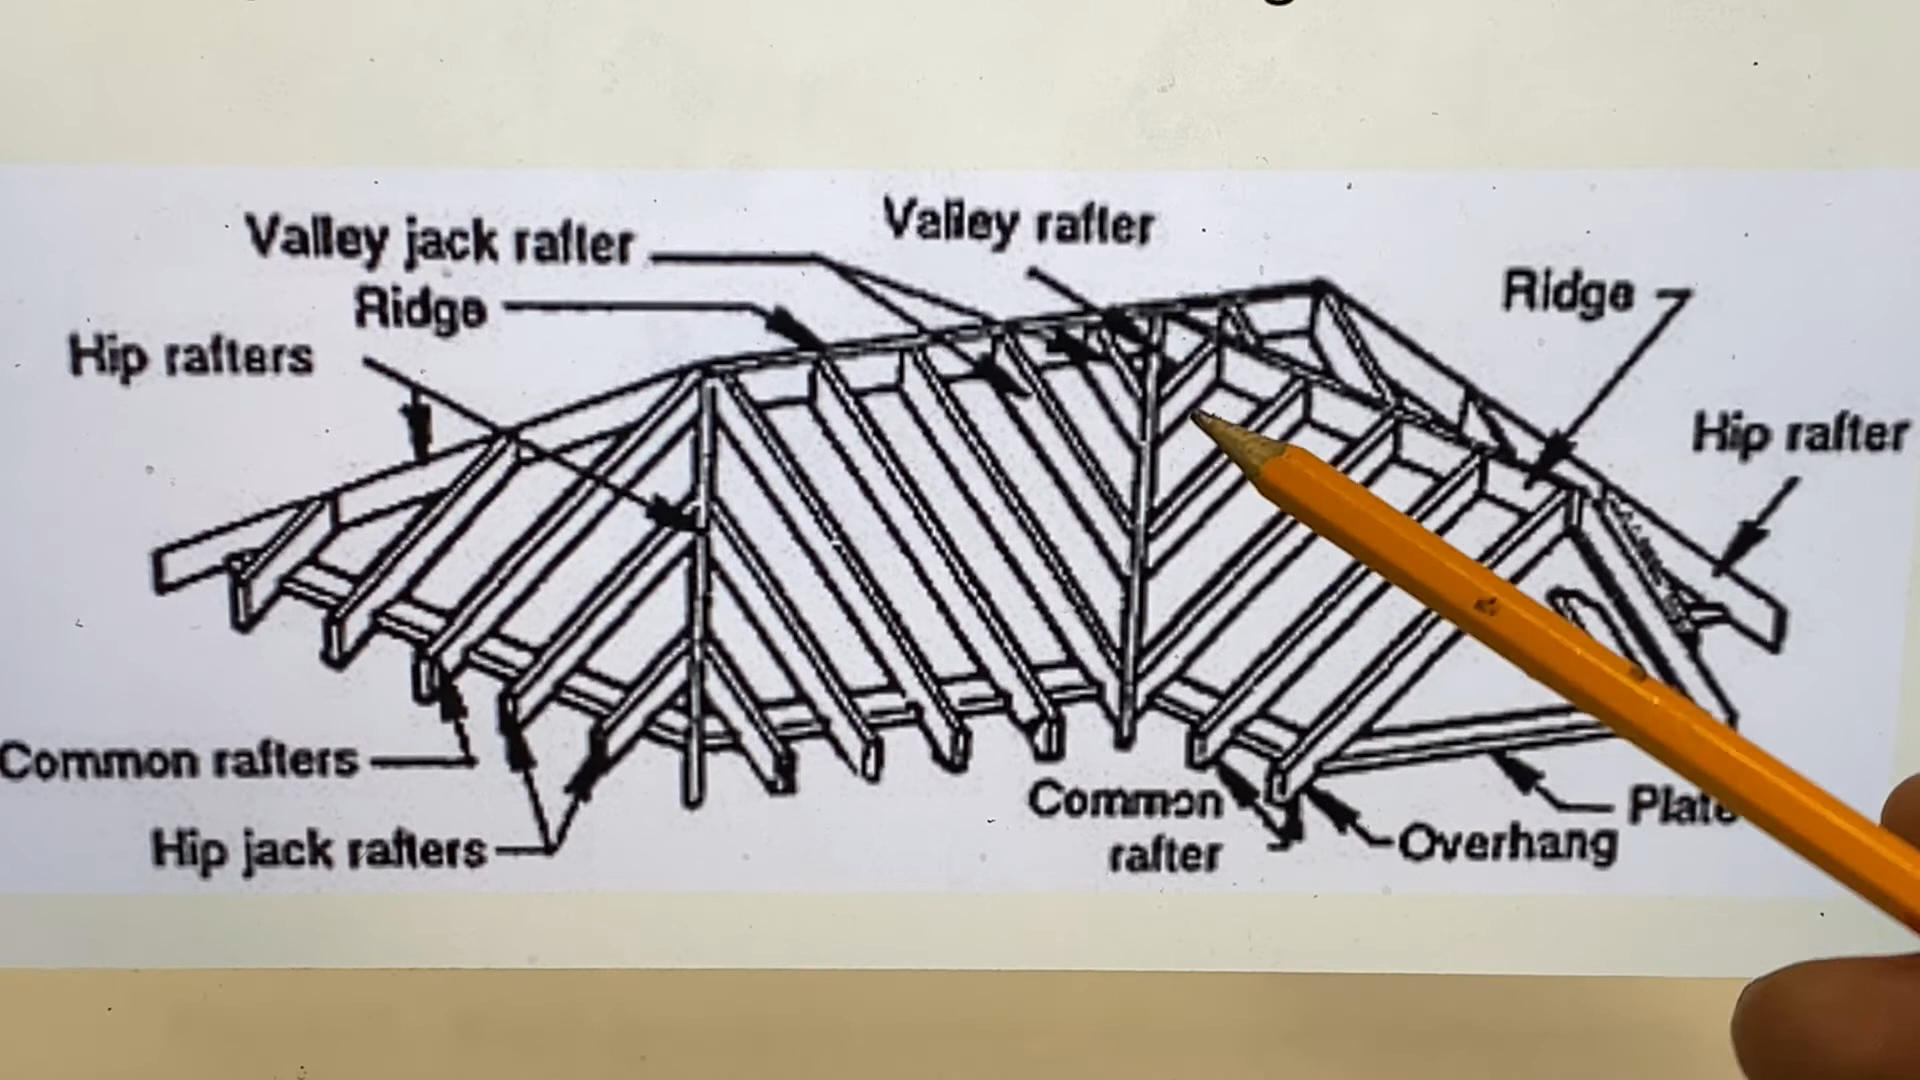 Valley jack rafter
Valley rafter
Ridge
Ridge
Hip rafters
Hip rafter
Common rafters
Common
rafter
Plate
Overhang
Hip jack rafters